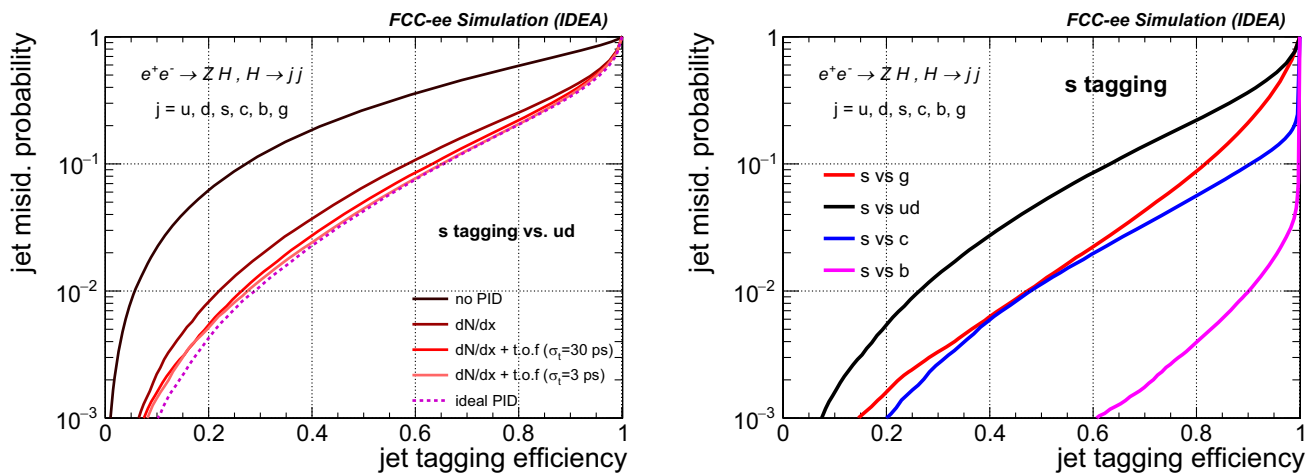 FCC-ee Simulation (IDEA)
jet misid. probability
1
10⁻¹
10⁻²
10⁻³
e⁺e⁻ → Z H , H → j j
j = u, d, s, c, b, g
s tagging vs. ud
no PID
dN/dx
dN/dx + t.o.f (σₜ=30 ps)
dN/dx + t.o.f (σₜ=3 ps)
ideal PID
0 0.2 0.4 0.6 0.8 1
jet tagging efficiency
FCC-ee Simulation (IDEA)
jet misid. probability
1
10⁻¹
10⁻²
10⁻³
e⁺e⁻ → Z H , H → j j
j = u, d, s, c, b, g
s tagging
s vs g
s vs ud
s vs c
s vs b
0 0.2 0.4 0.6 0.8 1
jet tagging efficiency